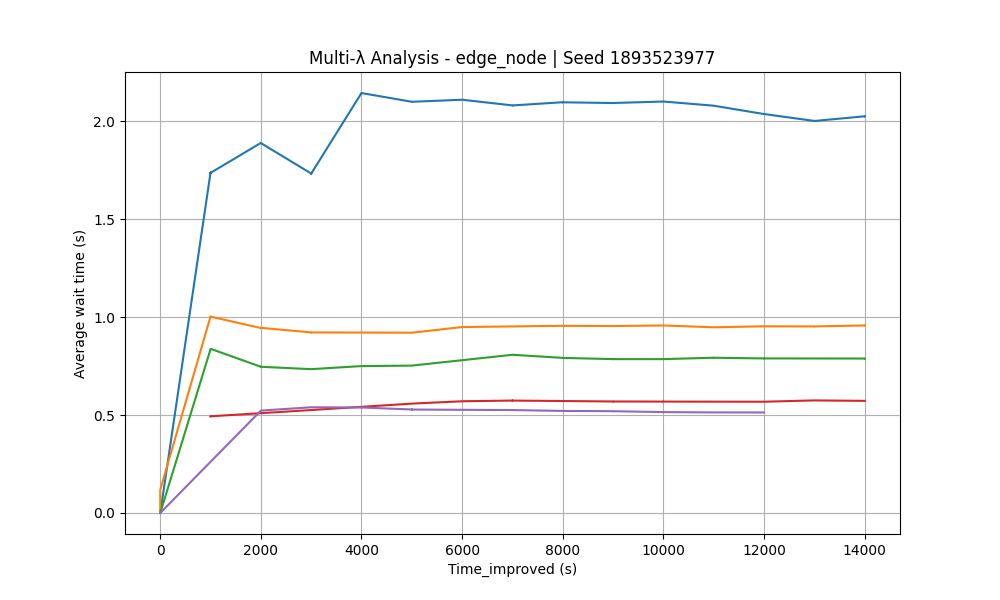 Multi-λ Analysis - edge_node | Seed 1893523977
Average wait time (s)
2.0
1.5
1.0
0.5
0.0
0 2000 4000 6000 8000 10000 12000 14000
Time_improved (s)